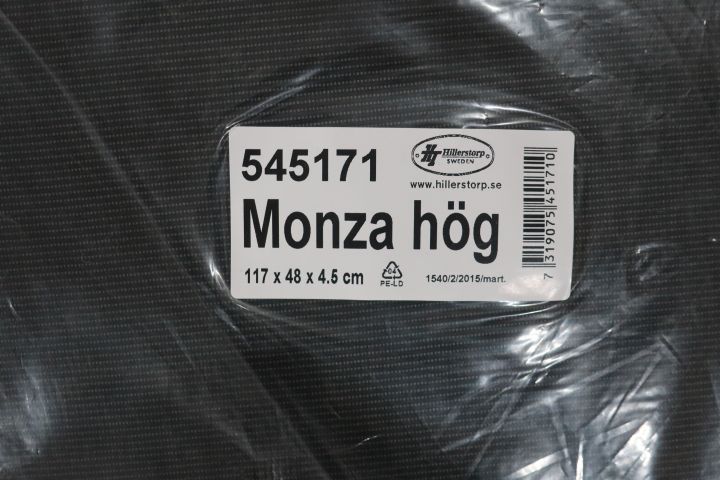 545171
HT Hillerstorp
SWEDEN
www.hillerstorp.se
Monza hög
117 x 48 x 4.5 cm
04
PE-LD
1540/2/2015/mart.
7 319075 451710